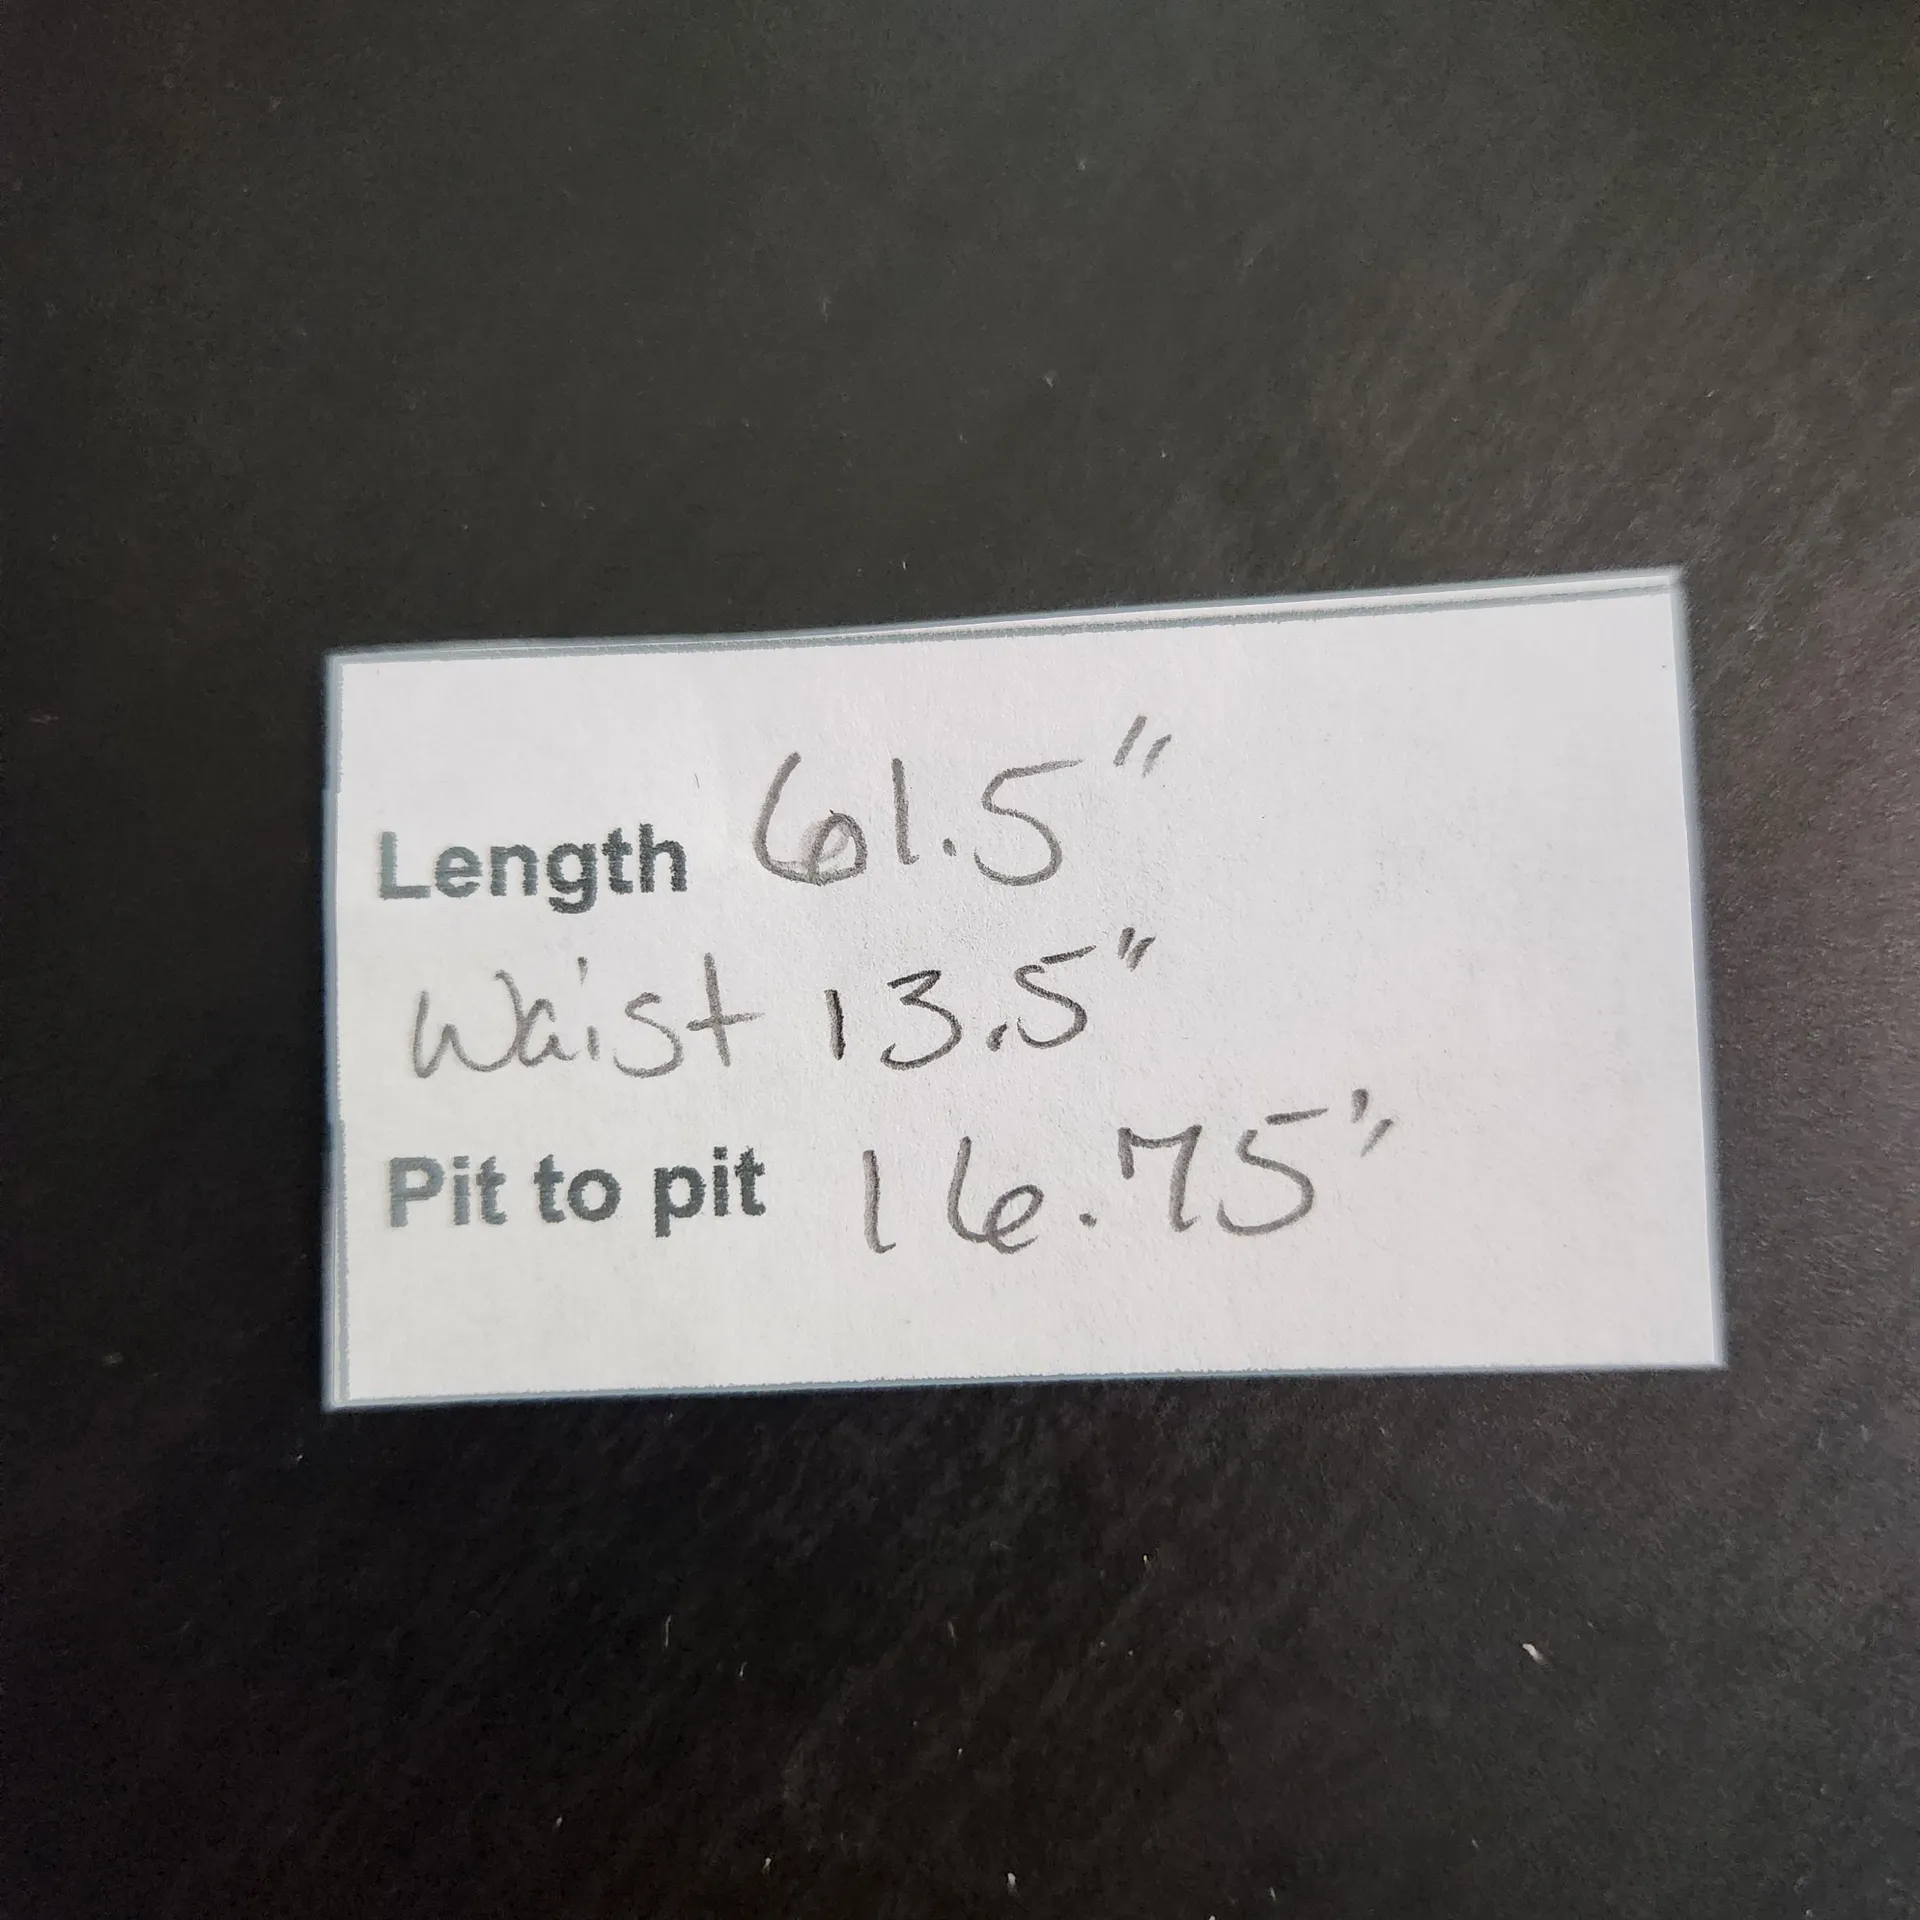 Length 61.5"
Waist 13.5"
Pit to pit 16.75"